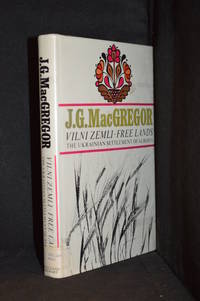 J.G. MacGREGOR
VILNI ZEMLI-FREE LANDS
THE UKRAINIAN SETTLEMENT OF ALBERTA
J.G. MacGREGOR
VILNI ZEMLI-FREE LANDS